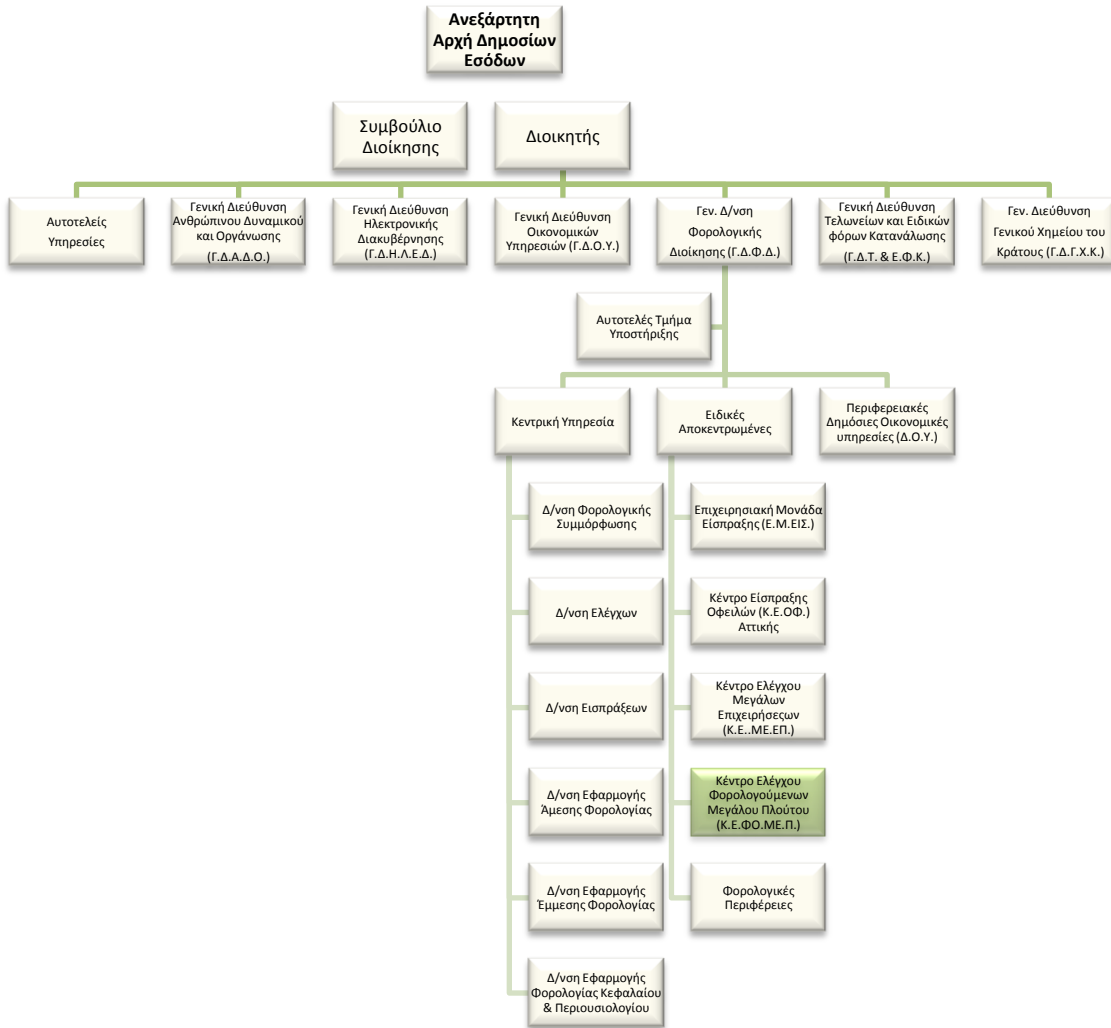 Ανεξάρτητη
Αρχή Δημοσίων
Εσόδων
Συμβούλιο
Διοίκησης
Διοικητής
Αυτοτελείς
Υπηρεσίες
Γενική Διεύθυνση
Ανθρώπινου Δυναμικού
και Οργάνωσης
(Γ.Δ.Α.Δ.Ο.)
Γενική Διεύθυνση
Ηλεκτρονικής
Διακυβέρνησης
(Γ.Δ.Η.Λ.Ε.Δ.)
Γενική Διεύθυνση
Οικονομικών
Υπηρεσιών (Γ.Δ.Ο.Υ.)
Γεν. Δ/νση
Φορολογικής
Διοίκησης (Γ.Δ.Φ.Δ.)
Γενική Διεύθυνση
Τελωνείων και Ειδικών
φόρων Κατανάλωσης
(Γ.Δ.Τ. & Ε.Φ.Κ.)
Γεν. Διεύθυνση
Γενικού Χημείου του
Κράτους (Γ.Δ.Γ.Χ.Κ.)
Αυτοτελές Τμήμα
Υποστήριξης
Κεντρική Υπηρεσία
Ειδικές
Αποκεντρωμένες
Περιφερειακές
Δημόσιες Οικονομικές
υπηρεσίες (Δ.Ο.Υ.)
Δ/νση Φορολογικής
Συμμόρφωσης
Δ/νση Ελέγχων
Δ/νση Εισπράξεων
Δ/νση Εφαρμογής
Άμεσης Φορολογίας
Δ/νση Εφαρμογής
Έμμεσης Φορολογίας
Δ/νση Εφαρμογής
Φορολογίας Κεφαλαίου
& Περιουσιολογίου
Επιχειρησιακή Μονάδα
Είσπραξης (Ε.Μ.ΕΙΣ.)
Κέντρο Είσπραξης
Οφειλών (Κ.Ε.ΟΦ.)
Αττικής
Κέντρο Ελέγχου
Μεγάλων
Επιχειρήσεςων
(Κ.Ε..ΜΕ.ΕΠ.)
Κέντρο Ελέγχου
Φορολογούμενων
Μεγάλου Πλούτου
(Κ.Ε.ΦΟ.ΜΕ.Π.)
Φορολογικές
Περιφέρειες